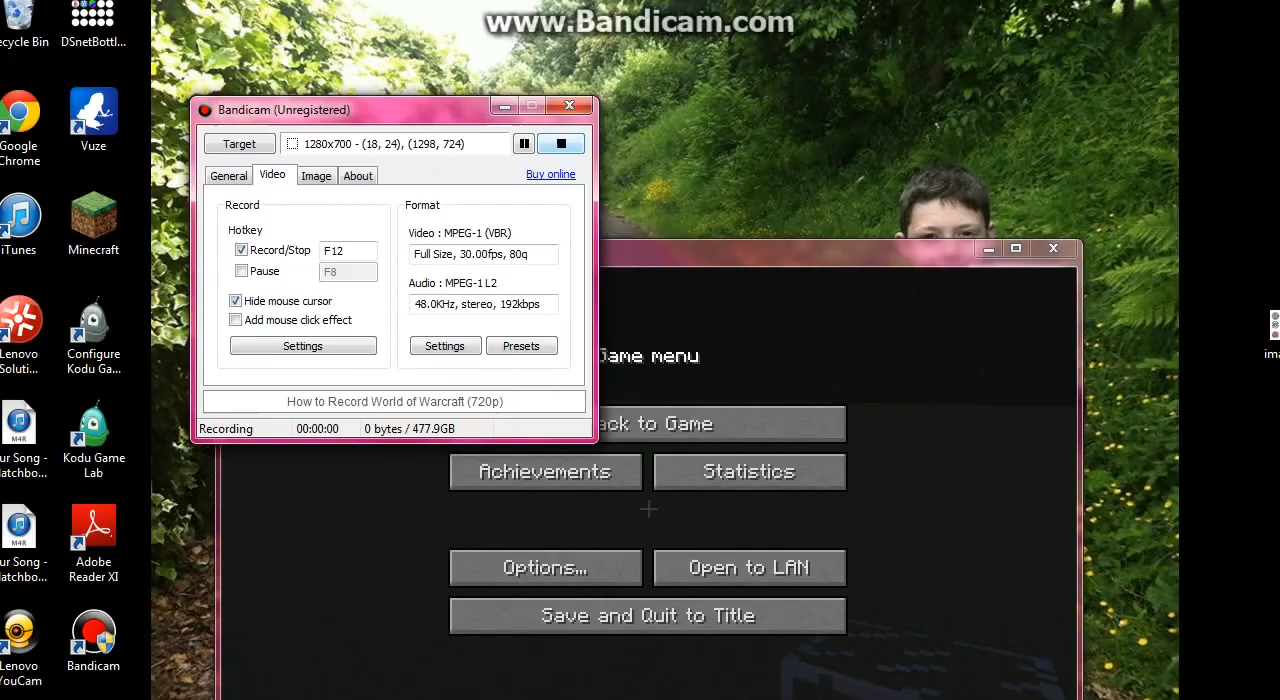 www.Bandicam.com
ecycle Bin
DSnetBottl...
Google
Chrome
Vuze
iTunes
Minecraft
Lenovo
Soluti...
Configure
Kodu Ga...
ur Song -
atchbo...
Kodu Game
Lab
ur Song -
atchbo...
Adobe
Reader XI
Lenovo
YouCam
Bandicam
Bandicam (Unregistered)
Target
1280x700 - (18, 24), (1298, 724)
General
Video
Image
About
Buy online
Record
Hotkey
Record/Stop
F12
Pause
F8
Hide mouse cursor
Add mouse click effect
Settings
Format
Video : MPEG-1 (VBR)
Full Size, 30.00fps, 80q
Audio : MPEG-1 L2
48.0KHz, stereo, 192kbps
Settings
Presets
How to Record World of Warcraft (720p)
Recording
00:00:00
0 bytes / 477.9GB
Game menu
ack to Game
Achievements
Statistics
Options...
Open to LAN
Save and Quit to Title
ima
M4R
M4R